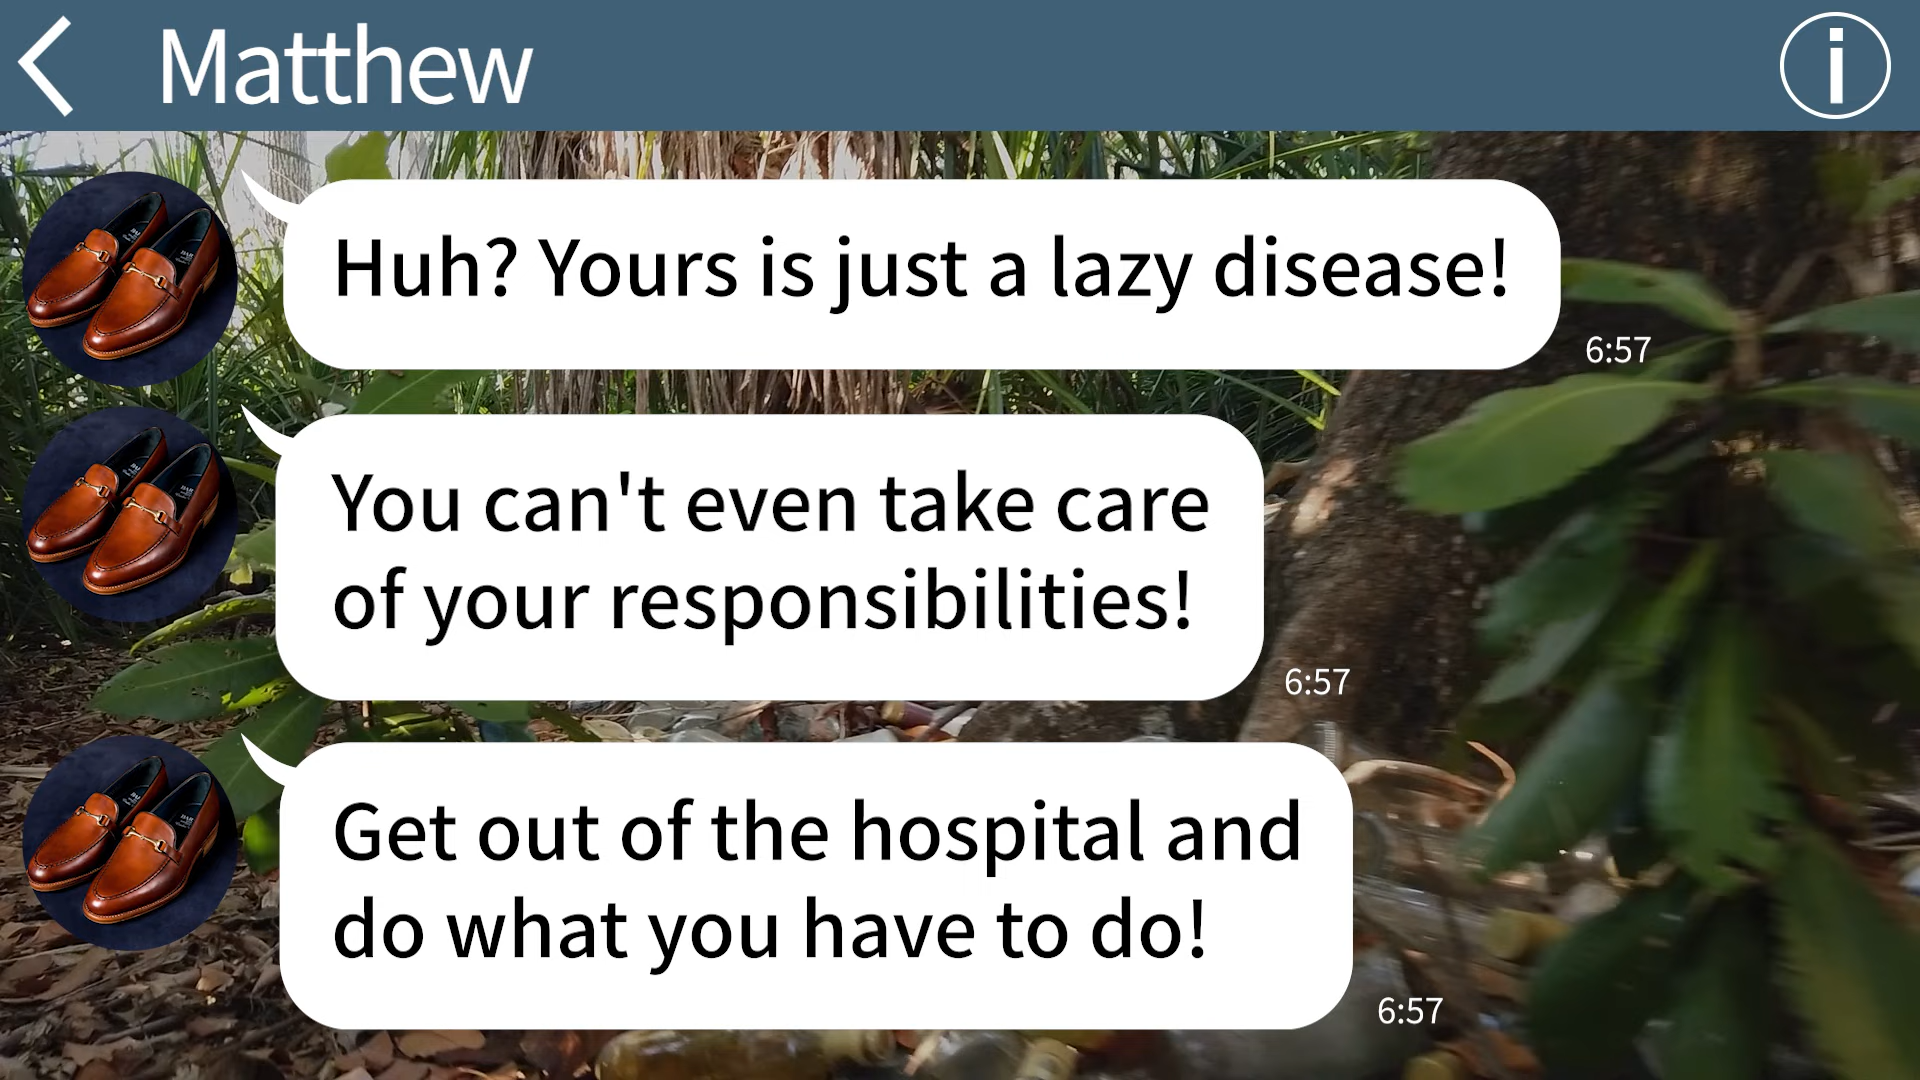 Matthew
Huh? Yours is just a lazy disease!
6:57
You can't even take care
of your responsibilities!
6:57
Get out of the hospital and
do what you have to do!
6:57